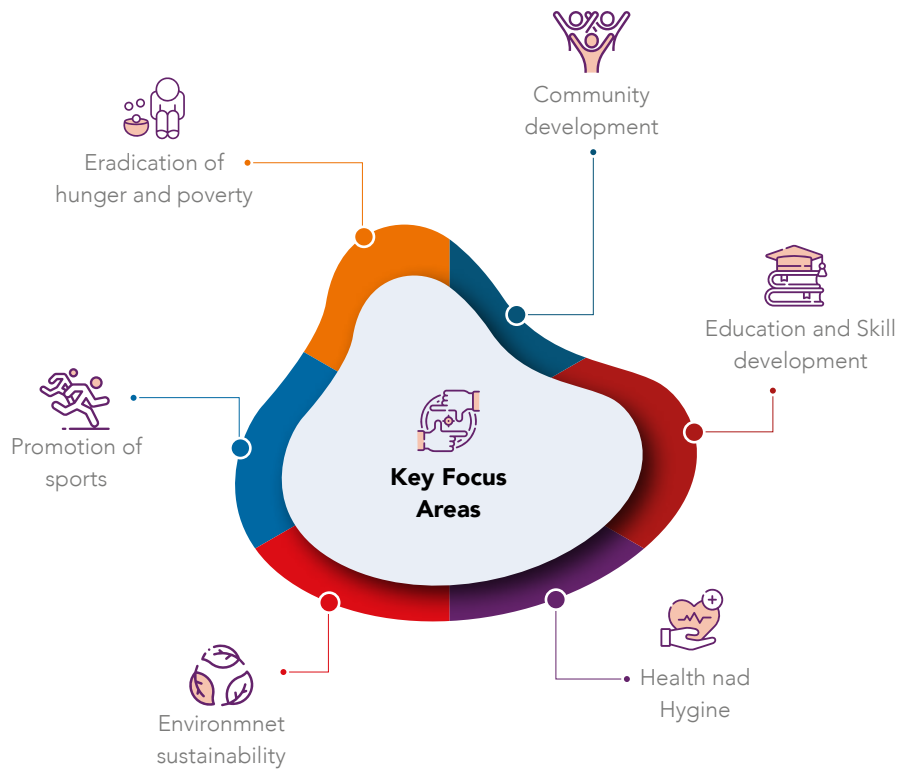 Community
development
Eradication of
hunger and poverty
Education and Skill
development
Promotion of
sports
Key Focus
Areas
Health nad
Hygine
Environmnet
sustainability